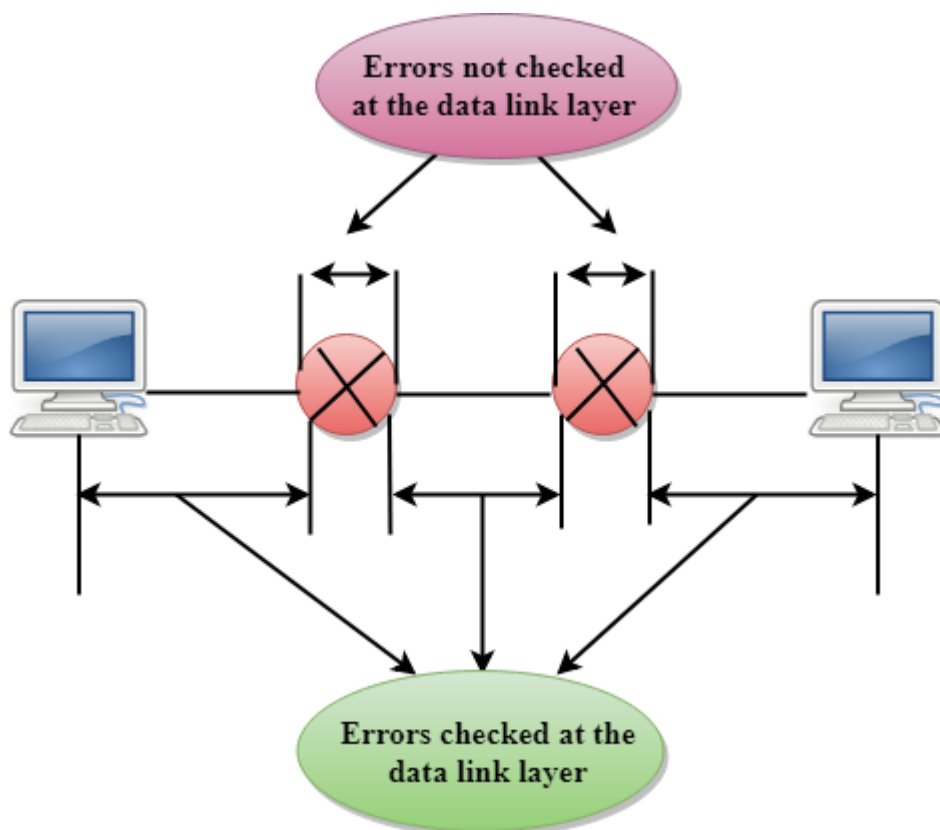 Errors not checked
at the data link layer
Errors checked at the
data link layer